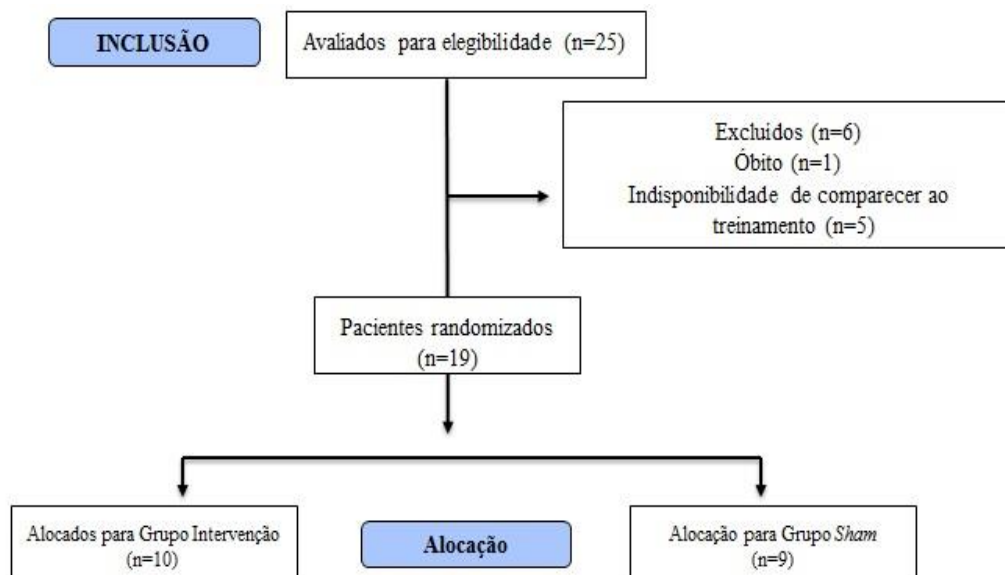 INCLUSÃO
Avaliados para elegibilidade (n=25)
Excluidos (n=6)
Óbito (n=1)
Indisponibilidade de comparecer ao
treinamento (n=5)
Pacientes randomizados
(n=19)
Alocados para Grupo Intervenção
(n=10)
Alocação
Alocação para Grupo Sham
(n=9)